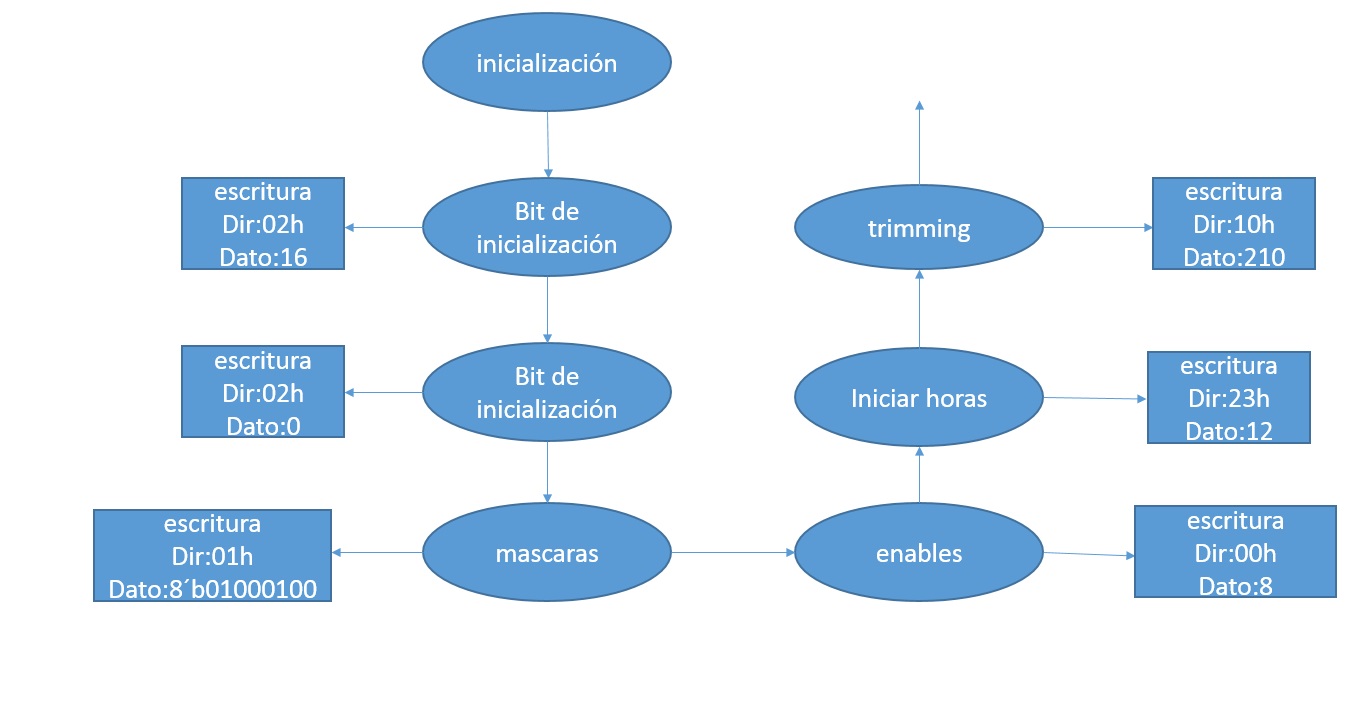 inicialización
escritura
Dir:02h
Dato:16
Bit de
inicialización
escritura
Dir:02h
Dato:0
Bit de
inicialización
escritura
Dir:01h
Dato:8´b01000100
mascaras
enables
escritura
Dir:00h
Dato:8
Iniciar horas
escritura
Dir:23h
Dato:12
trimming
escritura
Dir:10h
Dato:210